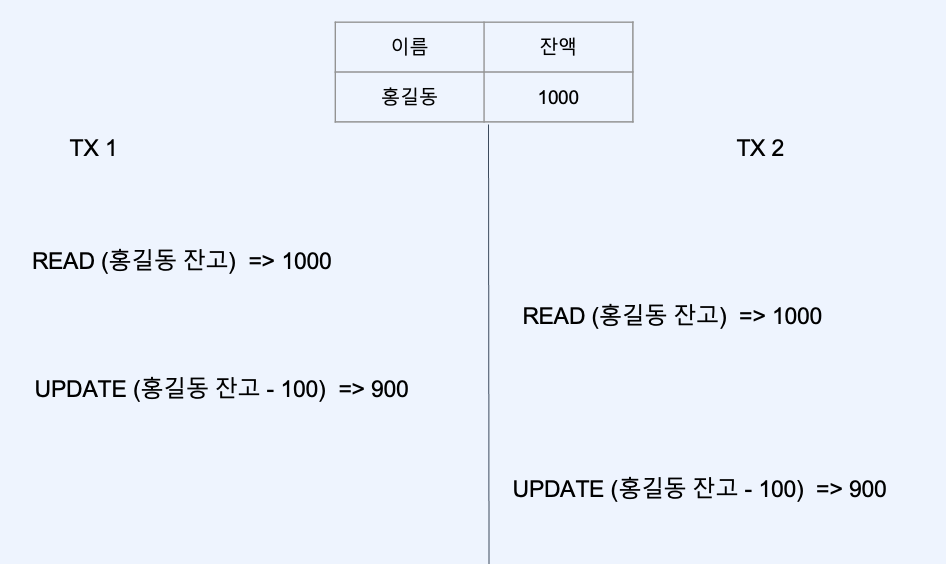 이름 잔액
홍길동 1000
TX 1 TX 2
READ (홍길동 잔고) => 1000
READ (홍길동 잔고) => 1000
UPDATE (홍길동 잔고 - 100) => 900
UPDATE (홍길동 잔고 - 100) => 900